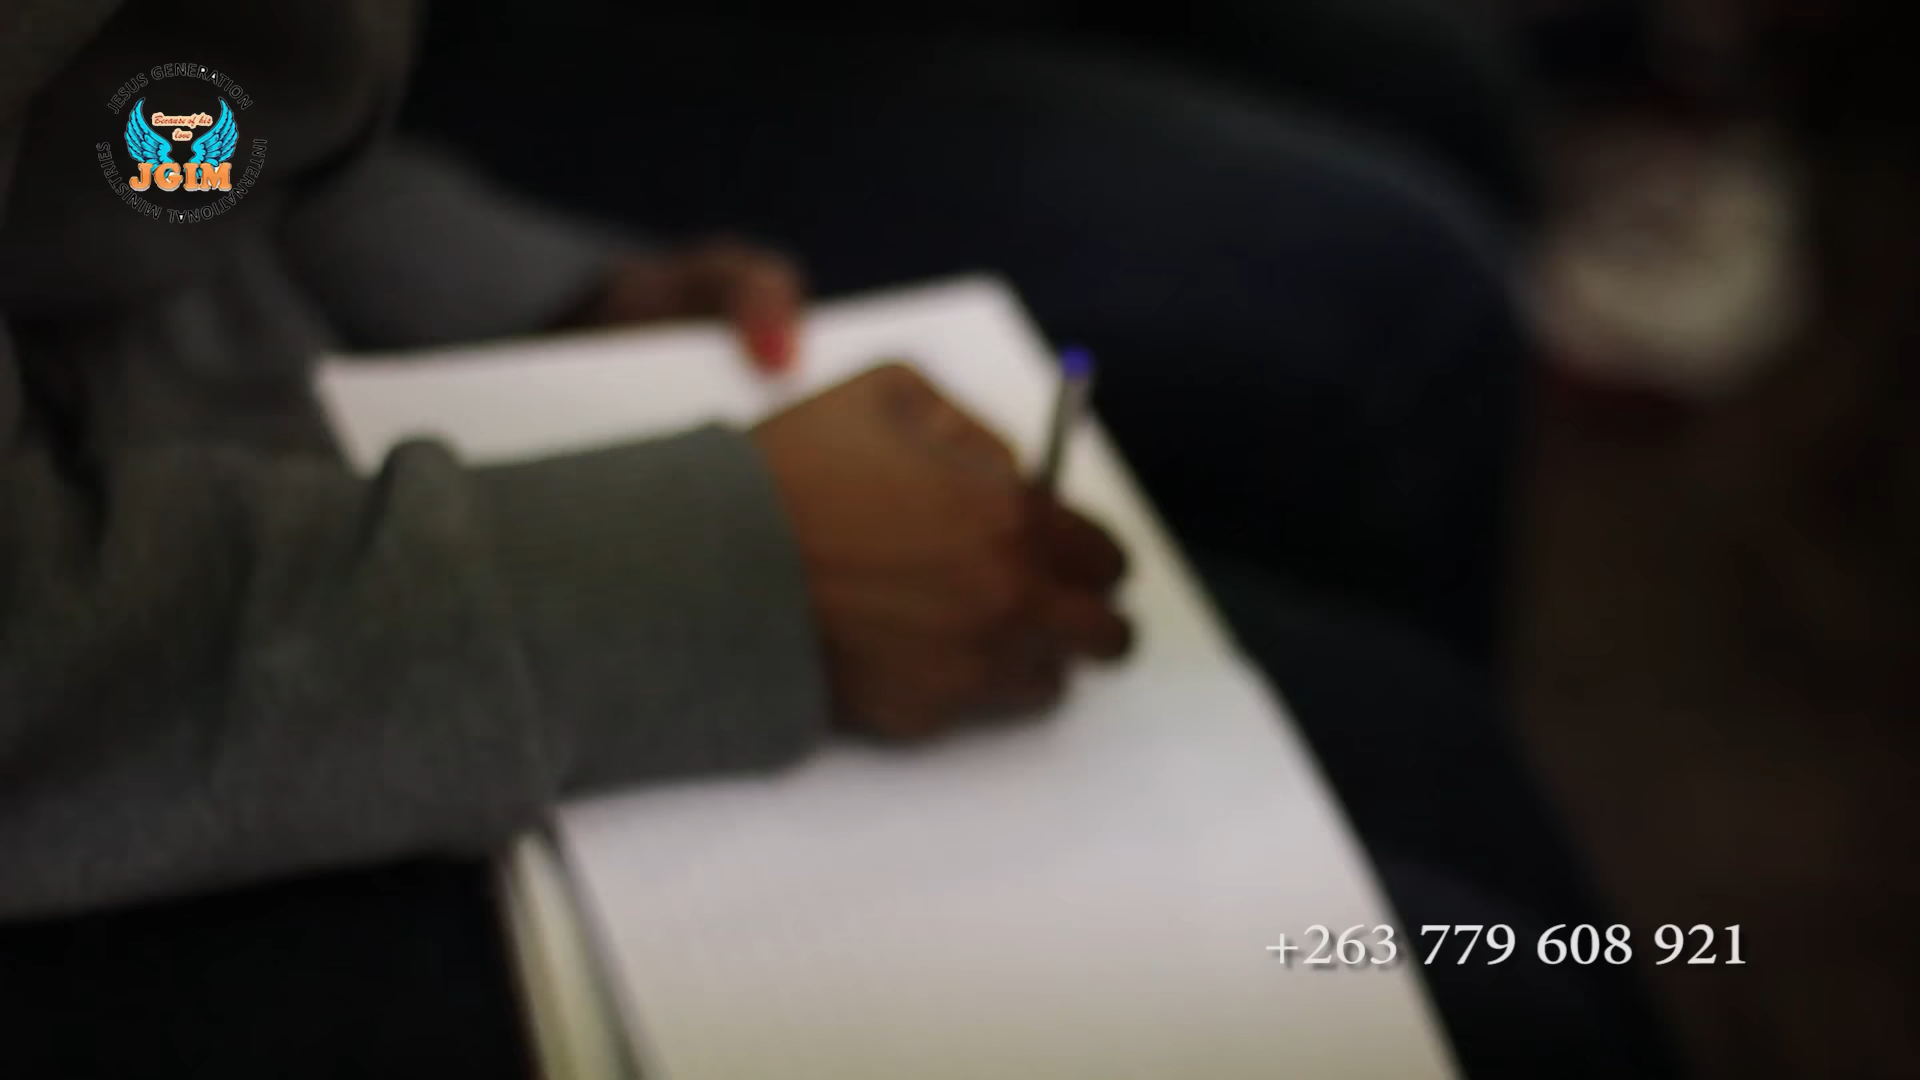 JESUS GENERATION
INTERNATIONAL MINISTRIES
Because of his
love
JGIM
+263 779 608 921